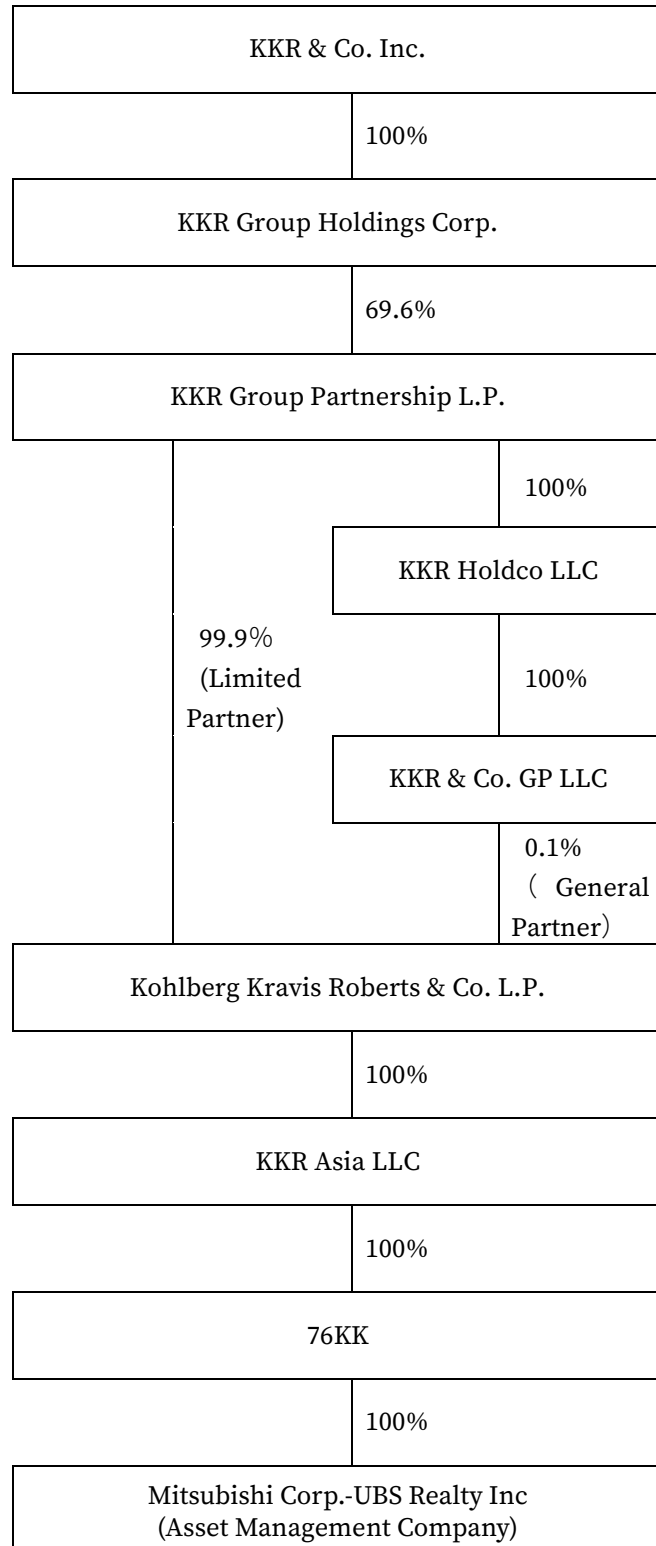 KKR & Co. Inc.
100%
KKR Group Holdings Corp.
69.6%
KKR Group Partnership L.P.
100%
KKR Holdco LLC
99.9％
(Limited
Partner)
100%
KKR & Co. GP LLC
0.1%
（ General
Partner）
Kohlberg Kravis Roberts & Co. L.P.
100%
KKR Asia LLC
100%
76KK
100%
Mitsubishi Corp.-UBS Realty Inc
(Asset Management Company)